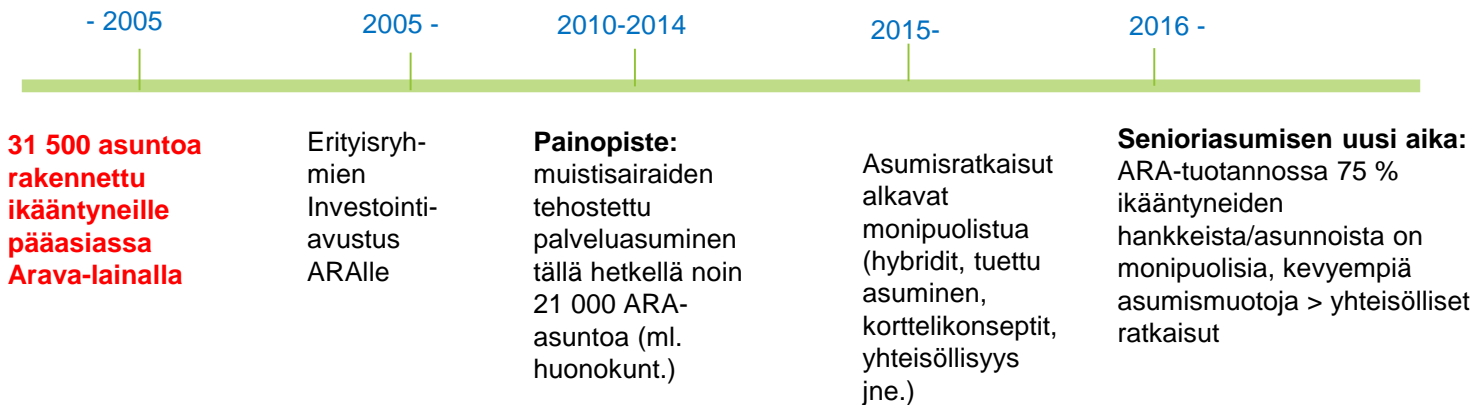 - 2005
2005 -
2010-2014
2015-
2016 -
31 500 asuntoa
rakennettu
ikääntyneille
pääasiassa
Arava-lainalla
Erityisryh-
mien
Investointi-
avustus
ARAlle
Painopiste:
muistisairaiden
tehostettu
palveluasuminen
tällä hetkellä noin
21 000 ARA-
asuntoa (ml.
huonokunt.)
Asumisratkaisut
alkavat
monipuolistua
(hybridit, tuettu
asuminen,
korttelikonseptit,
yhteisöllisyys
jne.)
Senioriasumisen uusi aika:
ARA-tuotannossa 75 %
ikääntyneiden
hankkeista/asunnoista on
monipuolisia, kevyempiä
asumismuotoja > yhteisölliset
ratkaisut